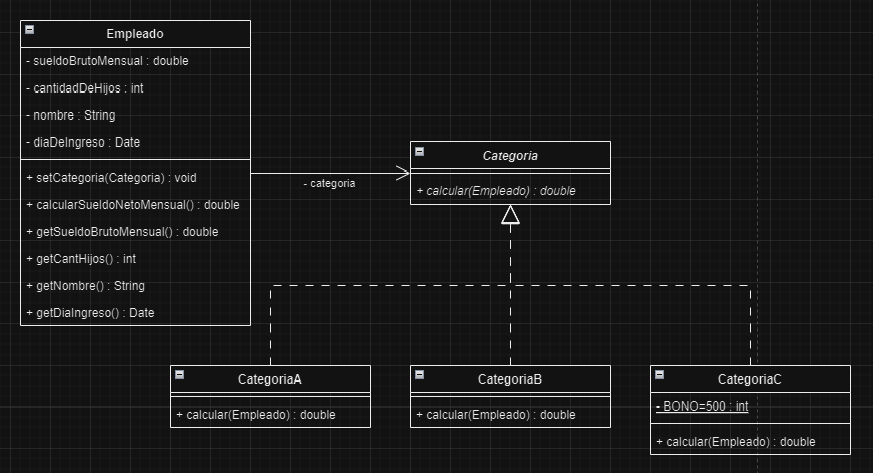 Empleado
- sueldoBrutoMensual : double
- cantidadDeHijos : int
- nombre : String
- diaDeIngreso : Date
+ setCategoria(Categoria) : void
+ calcularSueldoNetoMensual() : double
+ getSueldoBrutoMensual() : double
+ getCantHijos() : int
+ getNombre() : String
+ getDiaIngreso() : Date
- categoria
Categoria
+ calcular(Empleado) : double
CategoriaA
+ calcular(Empleado) : double
CategoriaB
+ calcular(Empleado) : double
CategoriaC
- BONO=500 : int
+ calcular(Empleado) : double